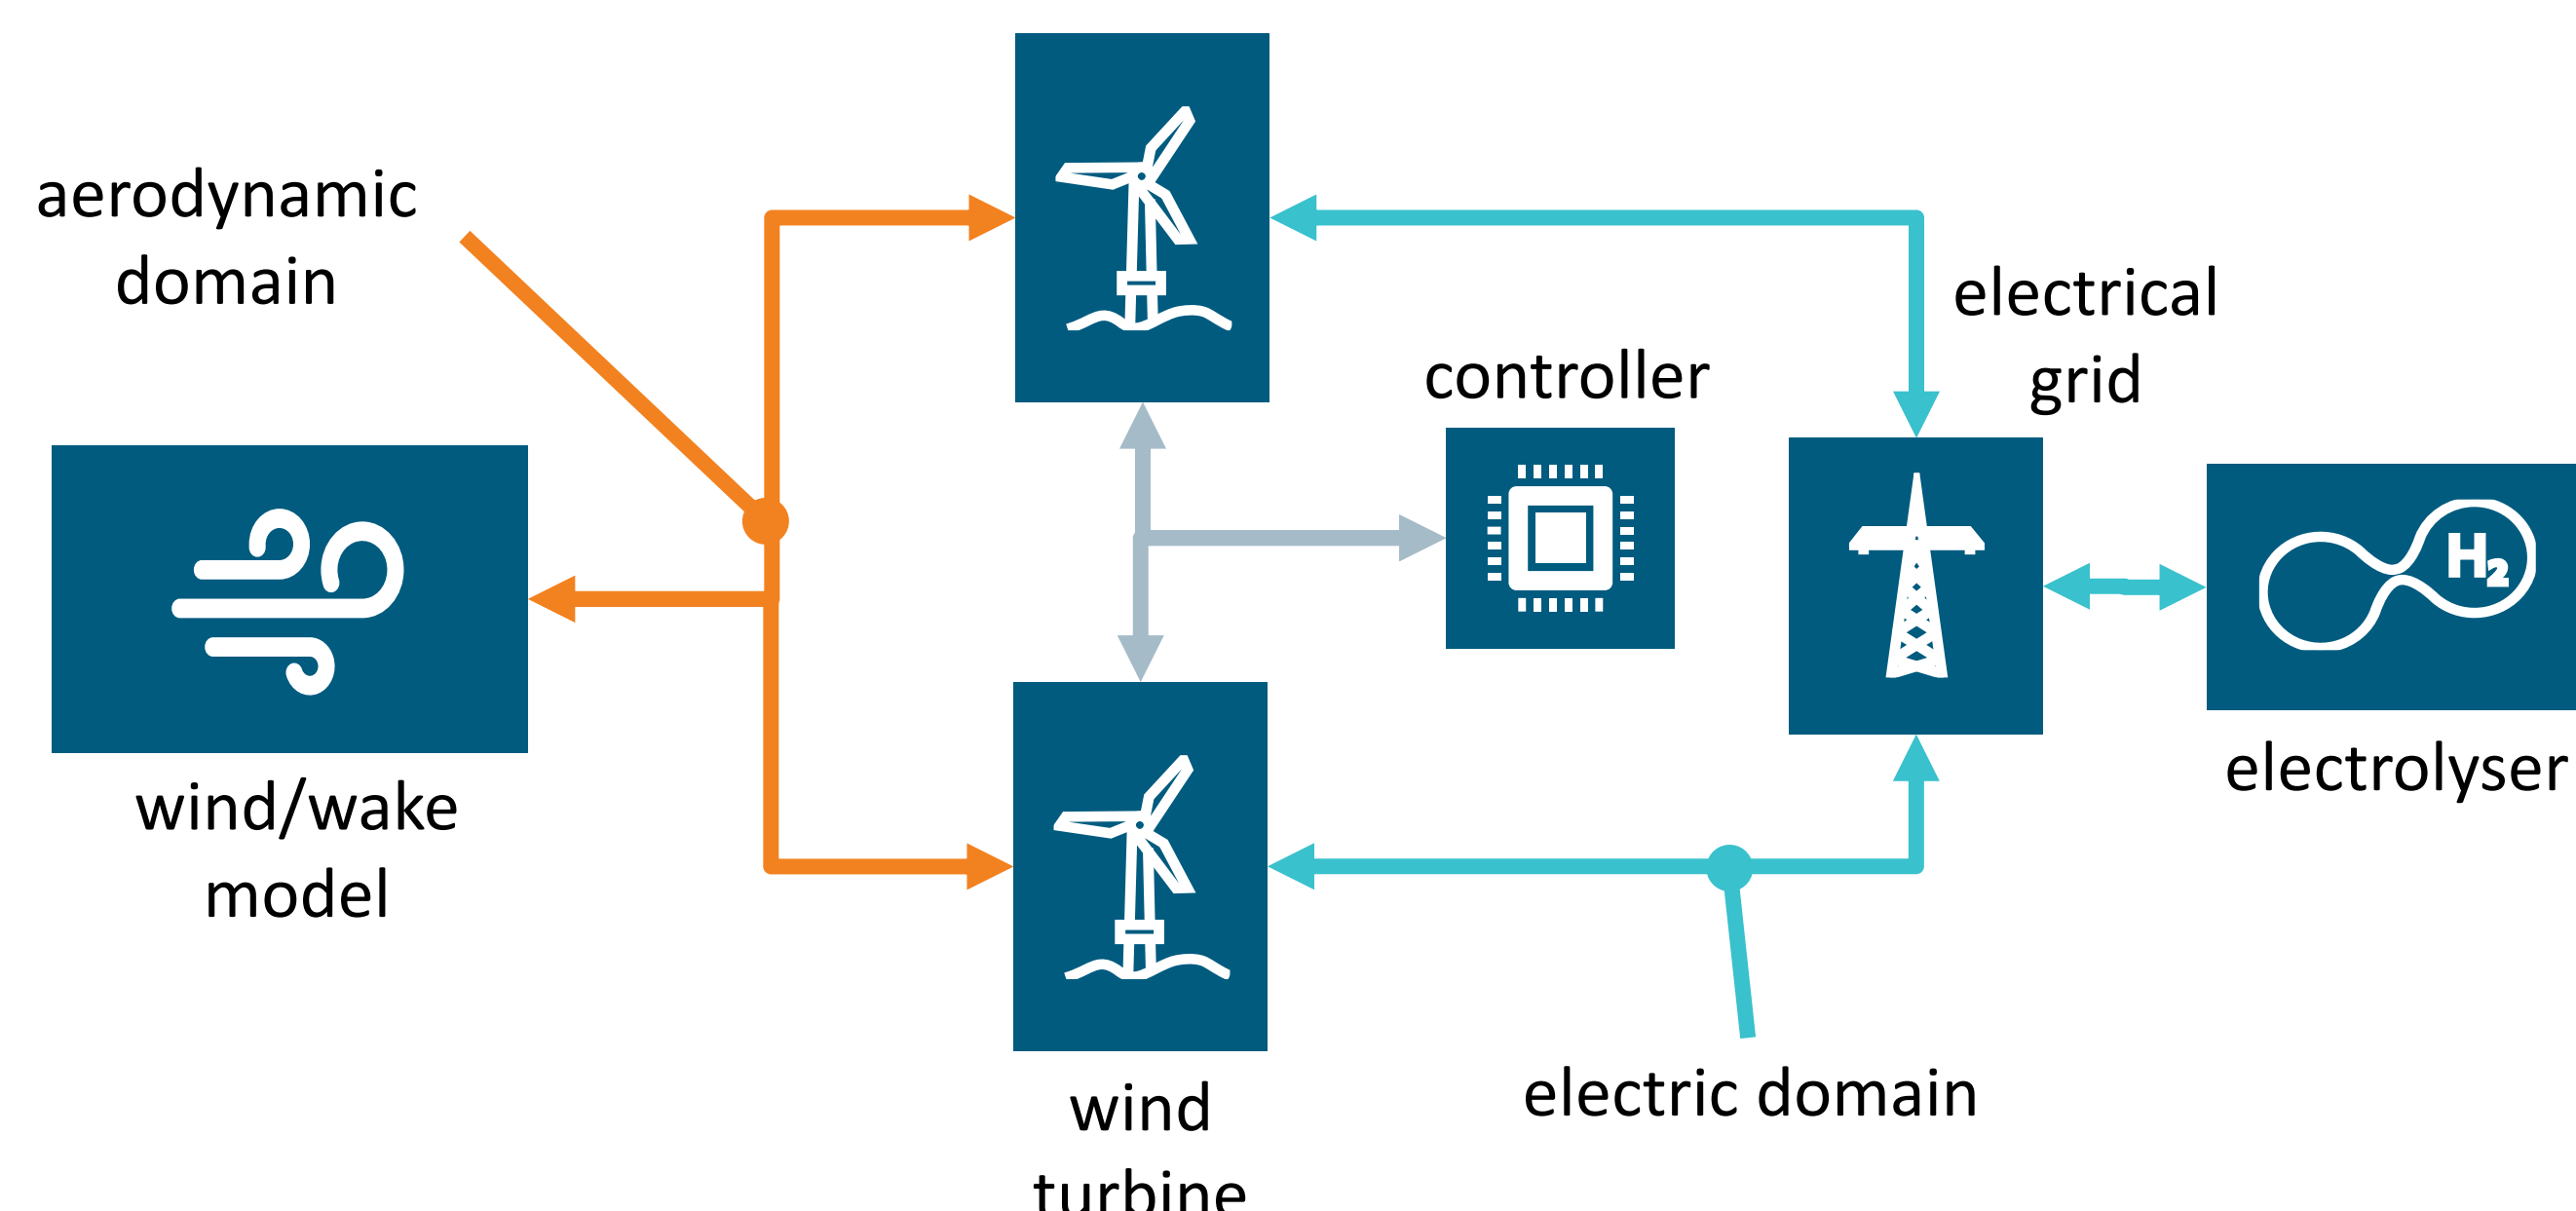 aerodynamic
domain
electrical
grid
controller
H2
electrolyser
wind/wake
model
electric domain
wind
turbine